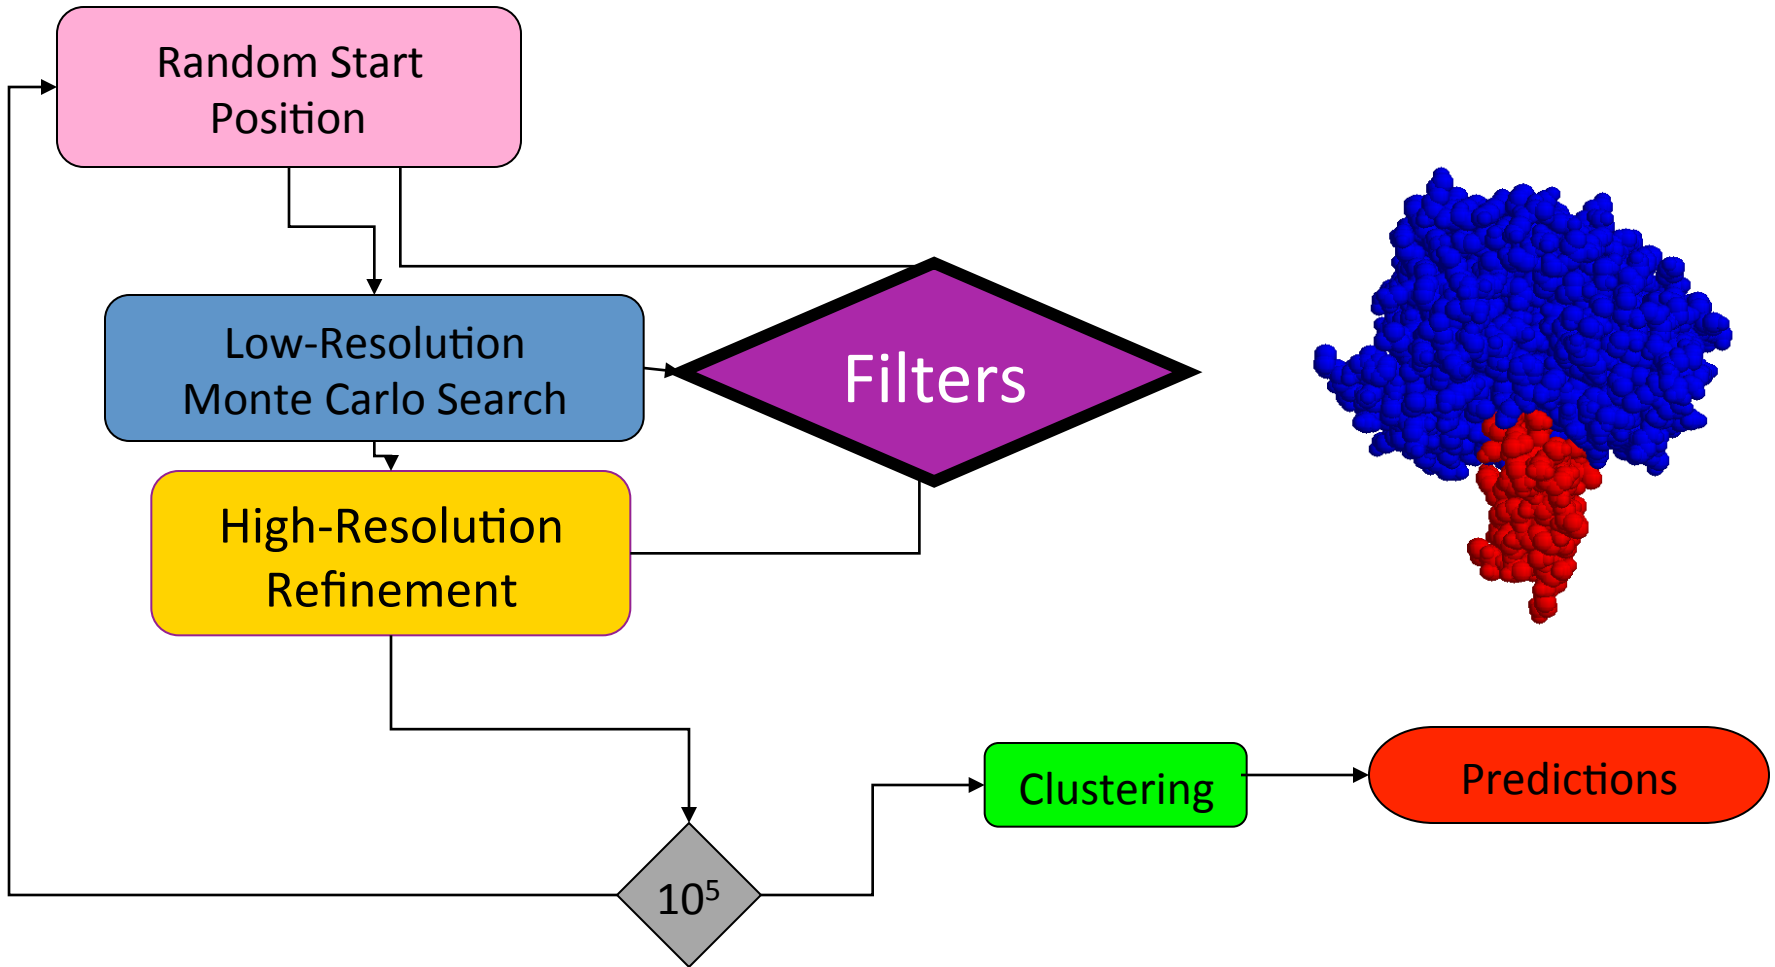 Random Start
Position
Low-Resolution
Monte Carlo Search
Filters
High-Resolution
Refinement
Clustering
Predictions
10⁵